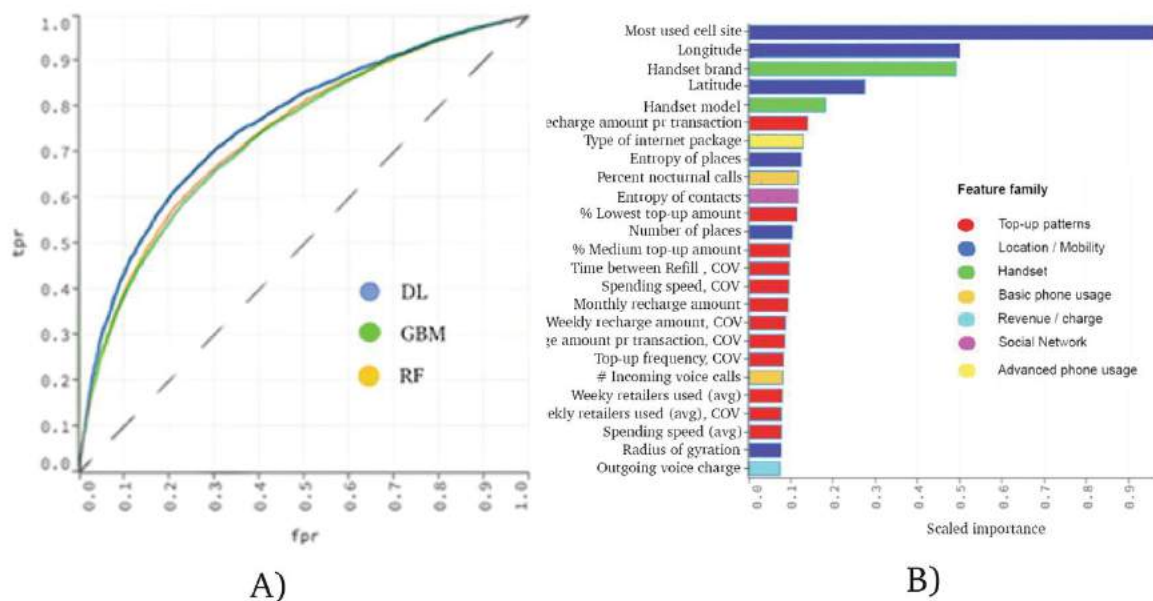 1.0
0.9
0.8
0.7
0.6
0.5
0.4
0.3
0.2
0.1
0.0
tpr
0.0 0.1 0.2 0.3 0.4 0.5 0.6 0.7 0.8 0.9 1.0
fpr
DL
GBM
RF
A)
Most used cell site
Longitude
Handset brand
Latitude
Handset model
echarge amount pr transaction
Type of internet package
Entropy of places
Percent nocturnal calls
Entropy of contacts
% Lowest top-up amount
Number of places
% Medium top-up amount
Time between Refill , COV
Spending speed, COV
Monthly recharge amount
Weekly recharge amount, COV
ge amount pr transaction, COV
Top-up frequency, COV
# Incoming voice calls
Weeky retailers used (avg)
ekly retailers used (avg), COV
Spending speed (avg)
Radius of gyration
Outgoing voice charge
0.0 0.1 0.2 0.3 0.4 0.5 0.6 0.7 0.8 0.9
Scaled importance
Feature family
Top-up patterns
Location / Mobility
Handset
Basic phone usage
Revenue / charge
Social Network
Advanced phone usage
B)